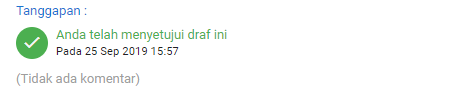 Tanggapan :
Anda telah menyetujui draf ini
Pada 25 Sep 2019 15:57
(Tidak ada komentar)